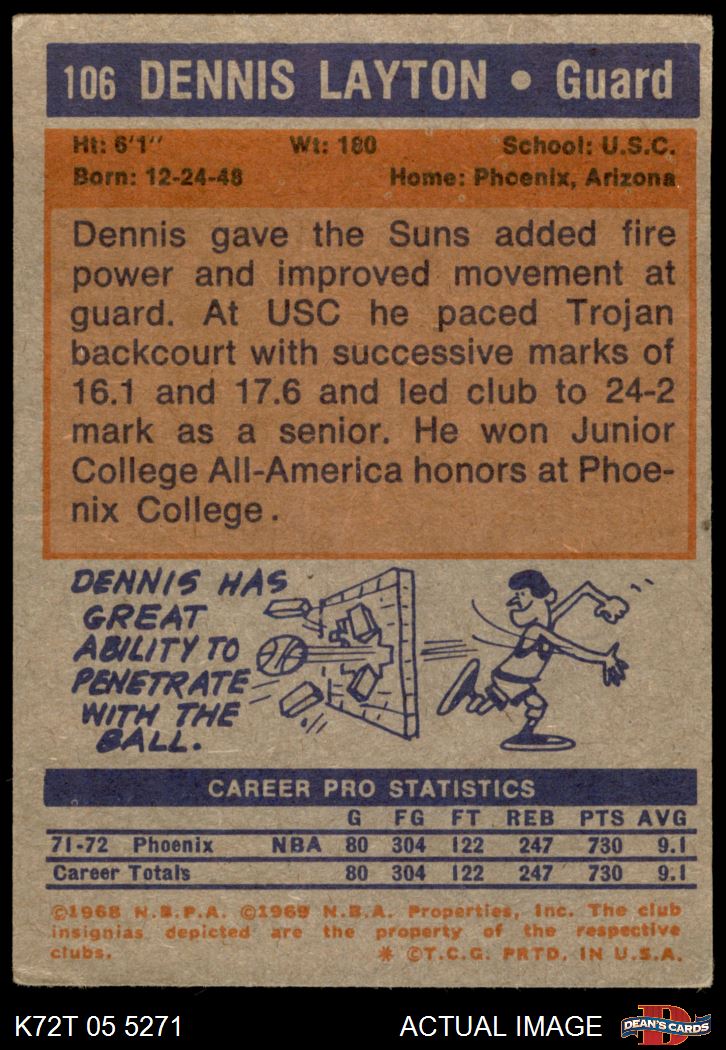 106 DENNIS LAYTON • Guard
Ht: 6'1" Wt: 180 School: U.S.C.
Born: 12-24-48 Home: Phoenix, Arizona
Dennis gave the Suns added fire
power and improved movement at
guard. At USC he paced Trojan
backcourt with successive marks of
16.1 and 17.6 and led club to 24-2
mark as a senior. He won Junior
College All-America honors at Phoe-
nix College.
DENNIS HAS
GREAT
ABILITY TO
PENETRATE
WITH THE
BALL.
CAREER PRO STATISTICS
G FG FT REB PTS AVG
71-72 Phoenix NBA 80 304 122 247 730 9.1
Career Totals 80 304 122 247 730 9.1
©1968 N.B.P.A. ©1969 N.B.A. Properties, Inc. The club
insignias depicted are the property of the respective
clubs. * ©T.C.G. PRTD. IN U.S.A.
K72T 05 5271 ACTUAL IMAGE D DEAN'S CARDS